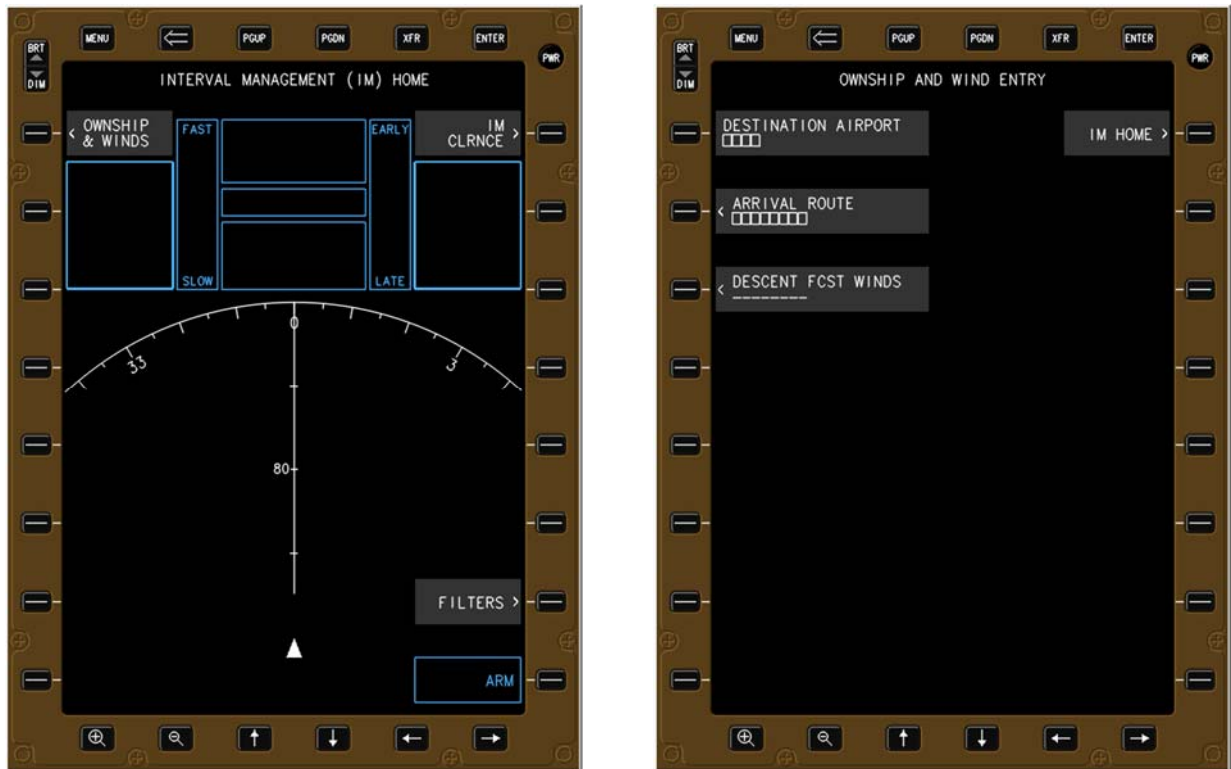 MENU
PGUP
PGDN
XFR
ENTER
BRT
DIM
PWR
INTERVAL MANAGEMENT (IM) HOME
< OWNSHIP
& WINDS
FAST
SLOW
EARLY
LATE
IM >
CLRNCE
33
0
3
80
FILTERS >
ARM
MENU
PGUP
PGDN
XFR
ENTER
BRT
DIM
PWR
OWNSHIP AND WIND ENTRY
DESTINATION AIRPORT
□□□□
IM HOME >
< ARRIVAL ROUTE
□□□□□□□□
< DESCENT FCST WINDS
--------